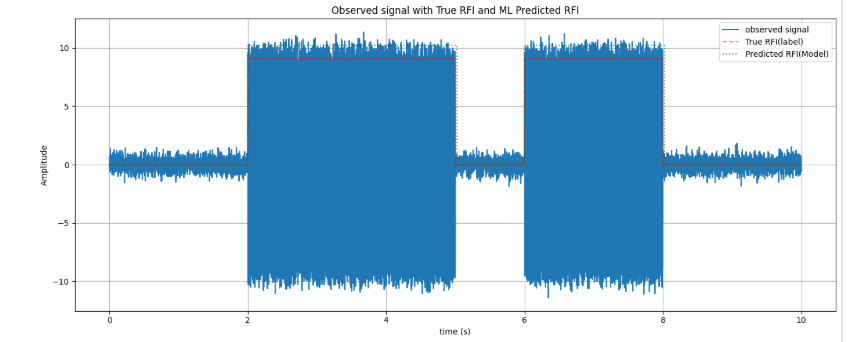 Observed signal with True RFI and ML Predicted RFI
observed signal
True RFI(label)
Predicted RFI(Model)
Amplitude
10
5
0
−5
−10
0 2 4 6 8 10
time (s)